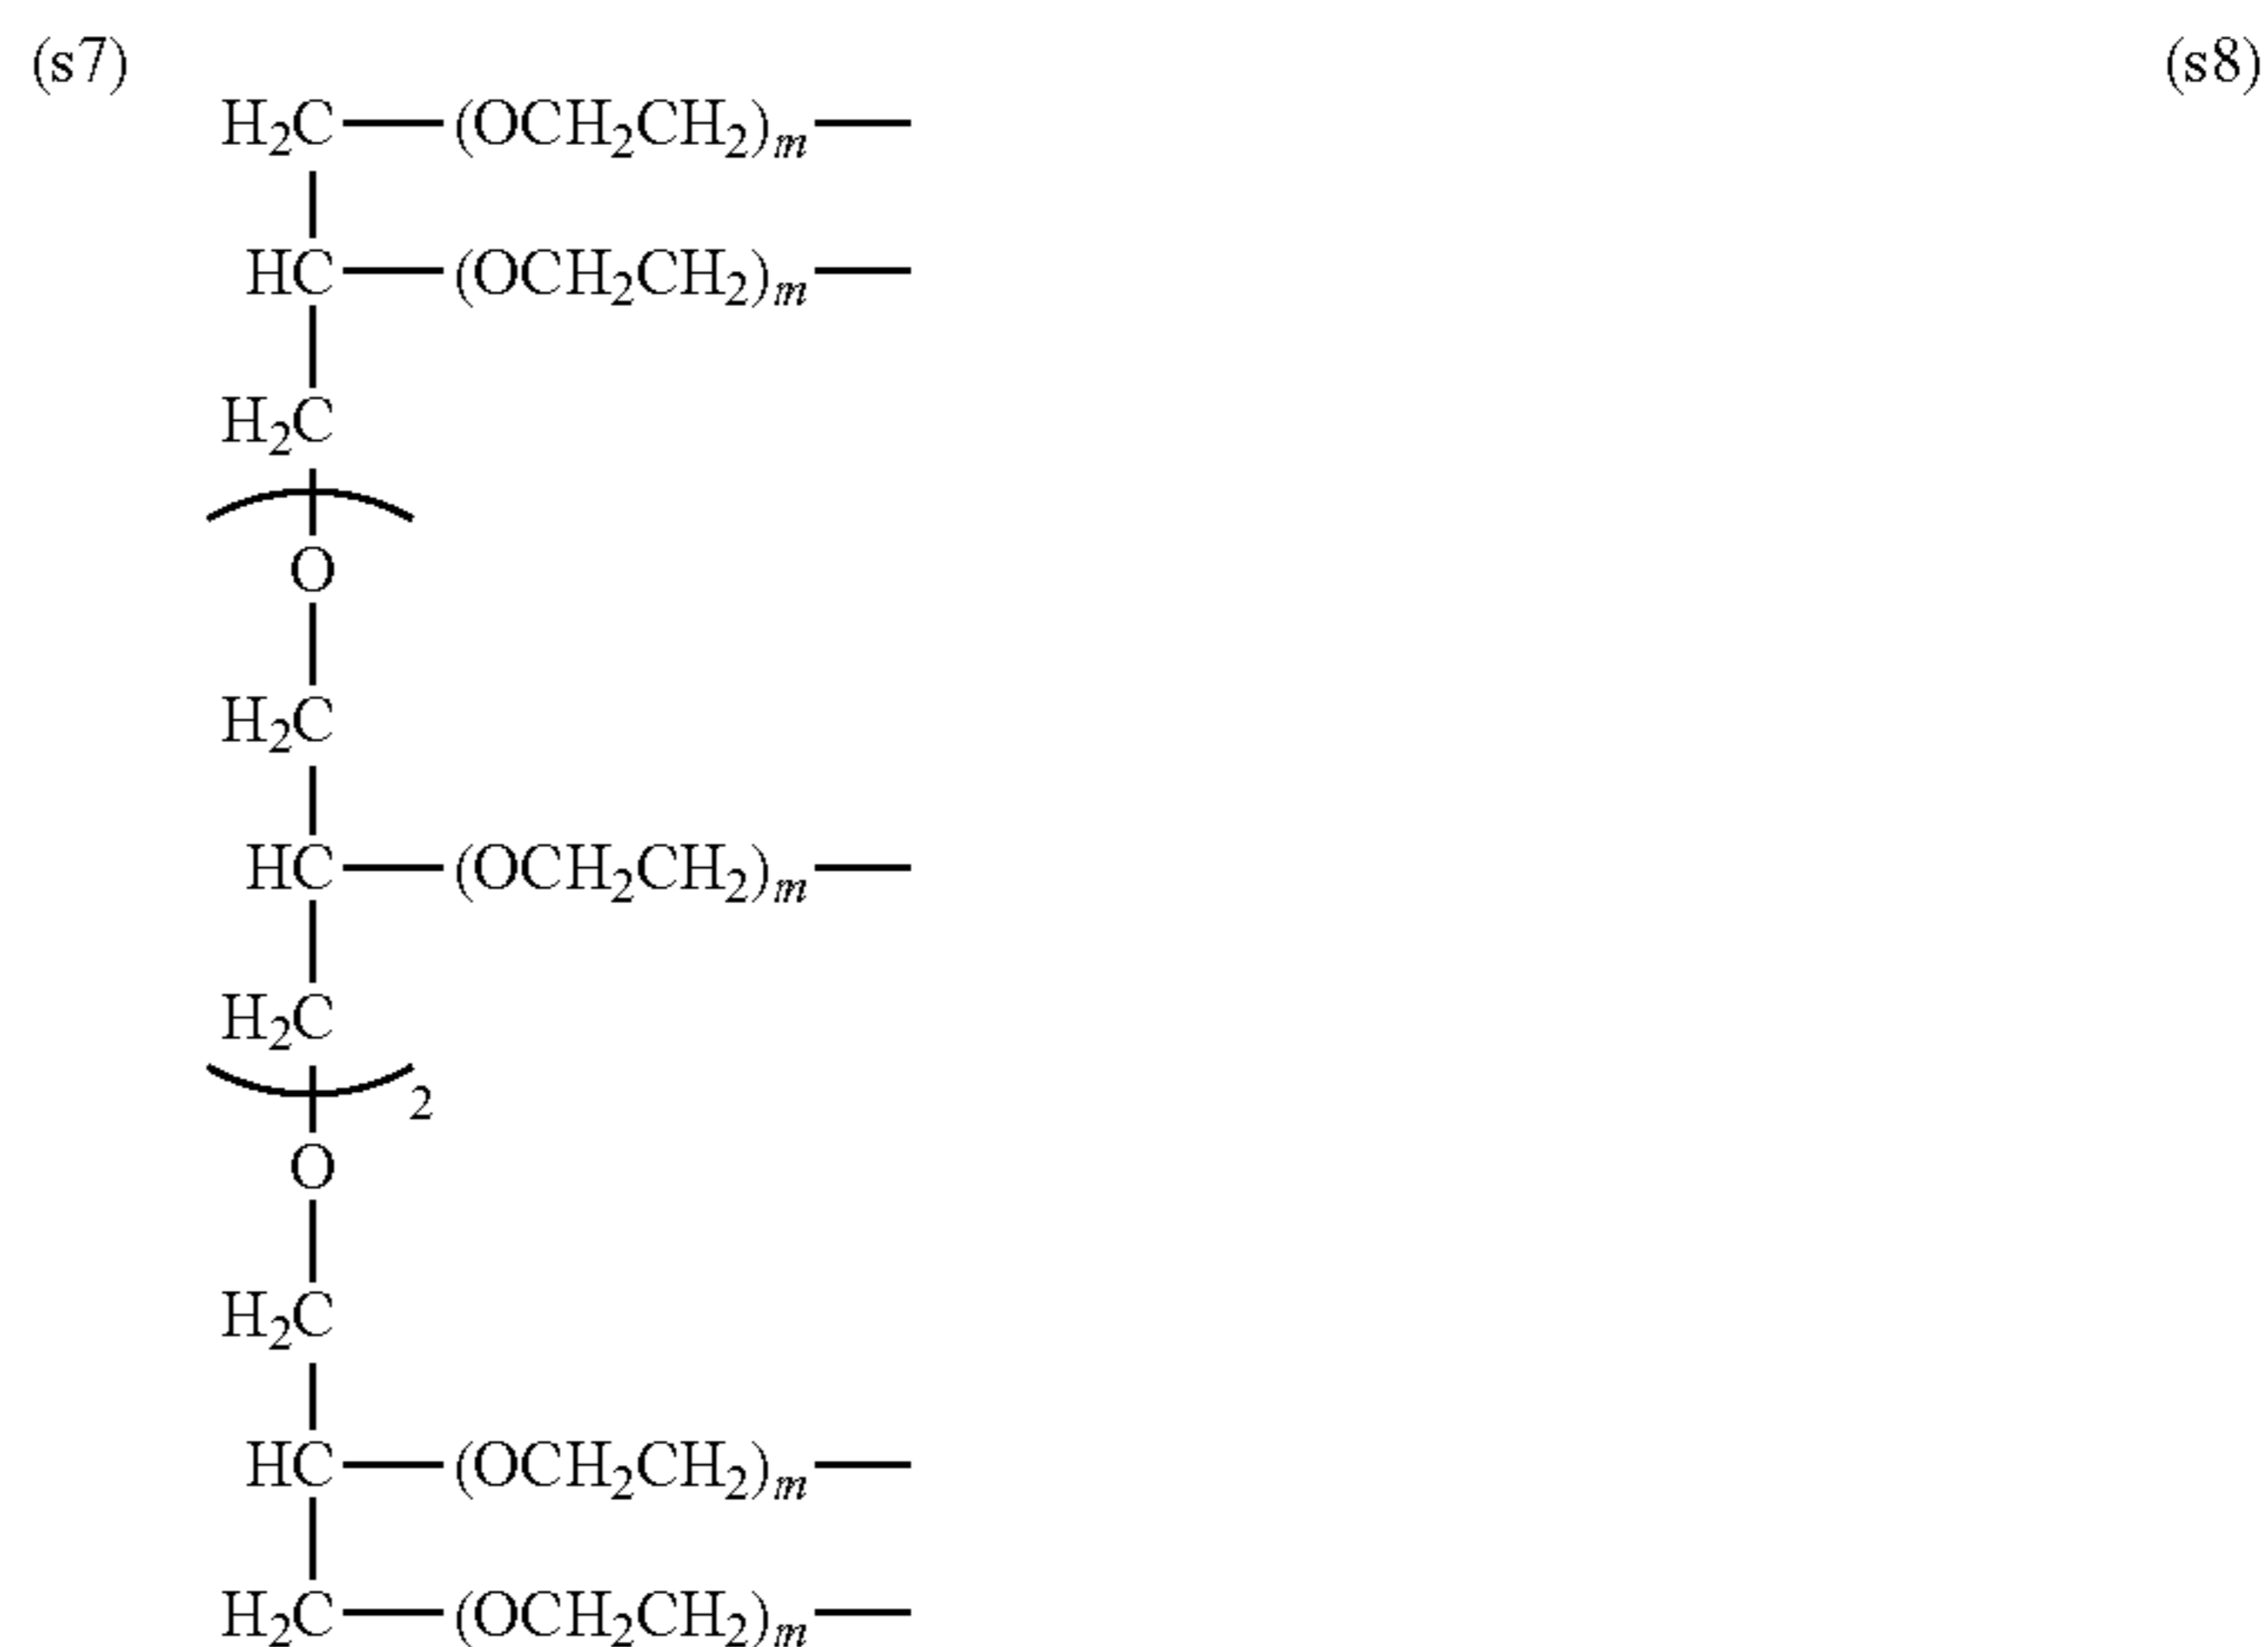 (s7) (s8)
H₂C—(OCH₂CH₂)ₘ—
HC—(OCH₂CH₂)ₘ—
H₂C
O
H₂C
HC—(OCH₂CH₂)ₘ—
H₂C
2
O
H₂C
HC—(OCH₂CH₂)ₘ—
H₂C—(OCH₂CH₂)ₘ—